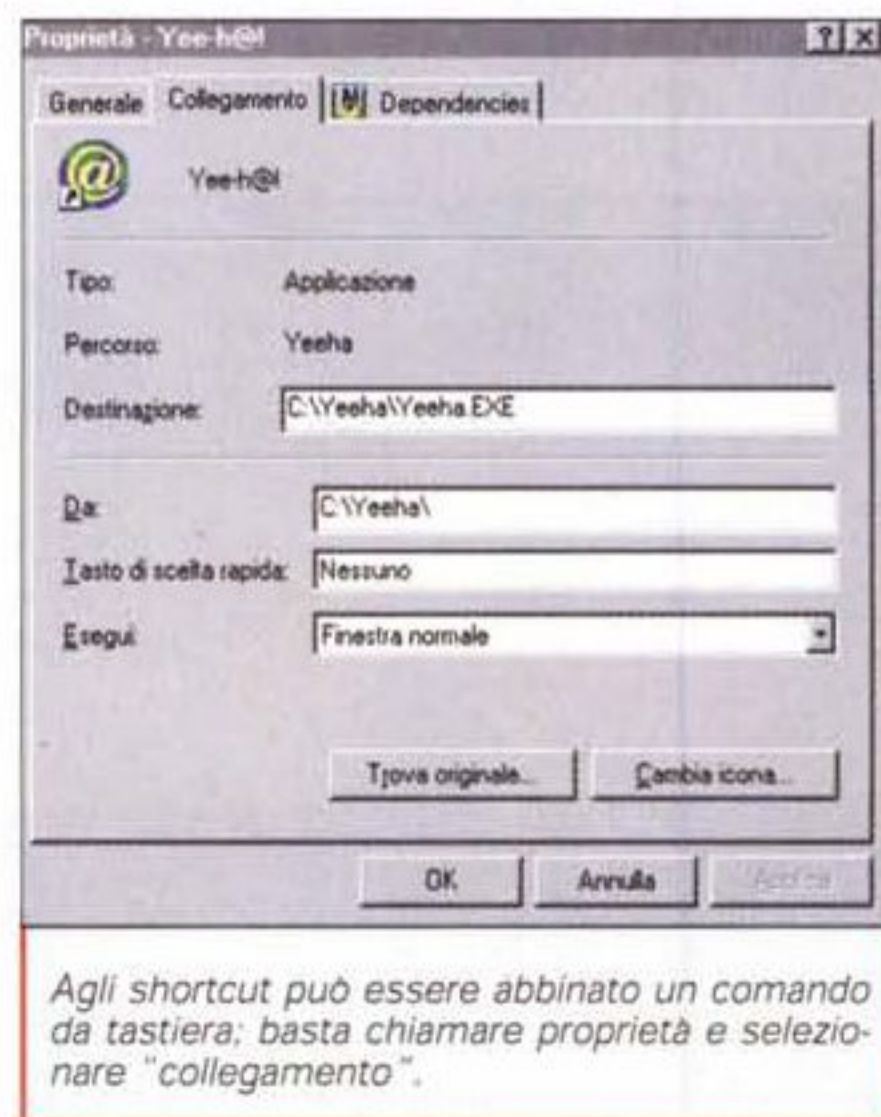 Proprietà - Yee-h@!
Generale Collegamento Dependencies
Yee-h@!
Tipo: Applicazione
Percorso: Yeeha
Destinazione: C:\Yeeha\Yeeha.EXE
Da: C:\Yeeha\
Tasto di scelta rapida: Nessuno
Esegui: Finestra normale
Trova originale... Cambia icona...
OK Annulla Applica
Agli shortcut può essere abbinato un comando
da tastiera; basta chiamare proprietà e selezio-
nare "collegamento".